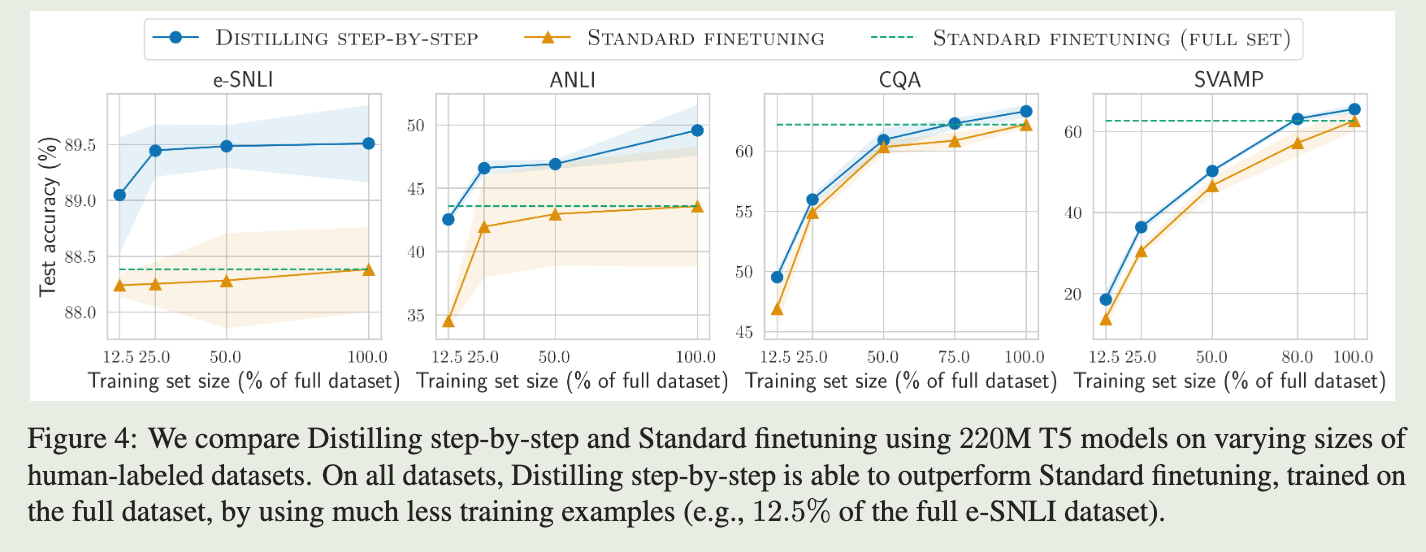 DISTILLING STEP-BY-STEP STANDARD FINETUNING STANDARD FINETUNING (FULL SET)
e-SNLI
Test accuracy (%)
89.5
89.0
88.5
88.0
12.5 25.0 50.0 100.0
Training set size (% of full dataset)
ANLI
50
45
40
35
12.5 25.0 50.0 100.0
Training set size (% of full dataset)
CQA
60
55
50
45
12.5 25.0 50.0 75.0 100.0
Training set size (% of full dataset)
SVAMP
60
40
20
12.5 25.0 50.0 80.0 100.0
Training set size (% of full dataset)
Figure 4: We compare Distilling step-by-step and Standard finetuning using 220M T5 models on varying sizes of
human-labeled datasets. On all datasets, Distilling step-by-step is able to outperform Standard finetuning, trained on
the full dataset, by using much less training examples (e.g., 12.5% of the full e-SNLI dataset).